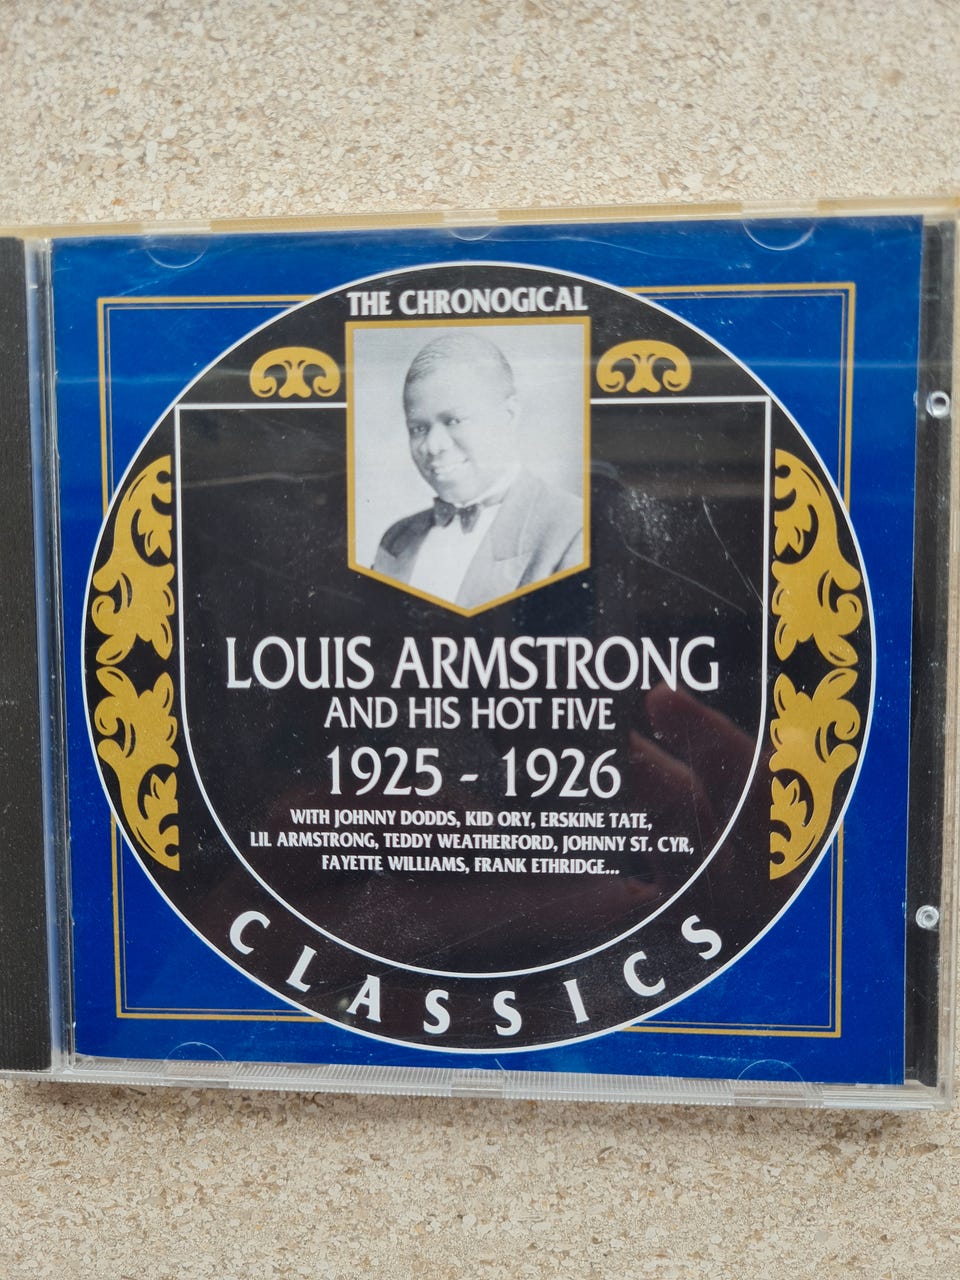 THE CHRONOGICAL
LOUIS ARMSTRONG
AND HIS HOT FIVE
1925 - 1926
WITH JOHNNY DODDS, KID ORY, ERSKINE TATE,
LIL ARMSTRONG, TEDDY WEATHERFORD, JOHNNY ST. CYR,
FAYETTE WILLIAMS, FRANK ETHRIDGE...
CLASSICS